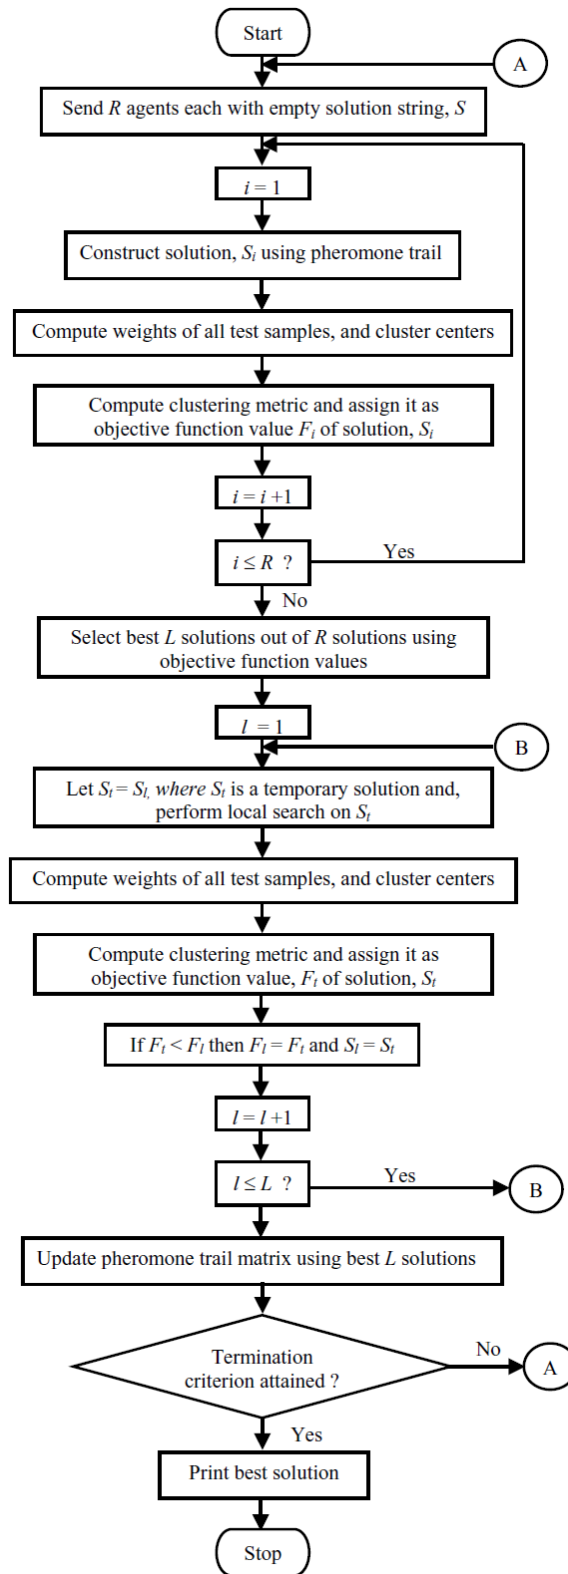 Start
A
Send R agents each with empty solution string, S
i = 1
Construct solution, Si using pheromone trail
Compute weights of all test samples, and cluster centers
Compute clustering metric and assign it as
objective function value Fi of solution, Si
i = i +1
i ≤ R ?
Yes
No
Select best L solutions out of R solutions using
objective function values
l = 1
B
Let St = Sl, where St is a temporary solution and,
perform local search on St
Compute weights of all test samples, and cluster centers
Compute clustering metric and assign it as
objective function value, Ft of solution, St
If Ft < Fl then Fl = Ft and Sl = St
l = l +1
l ≤ L ?
Yes
B
Update pheromone trail matrix using best L solutions
Termination
criterion attained ?
No
A
Yes
Print best solution
Stop